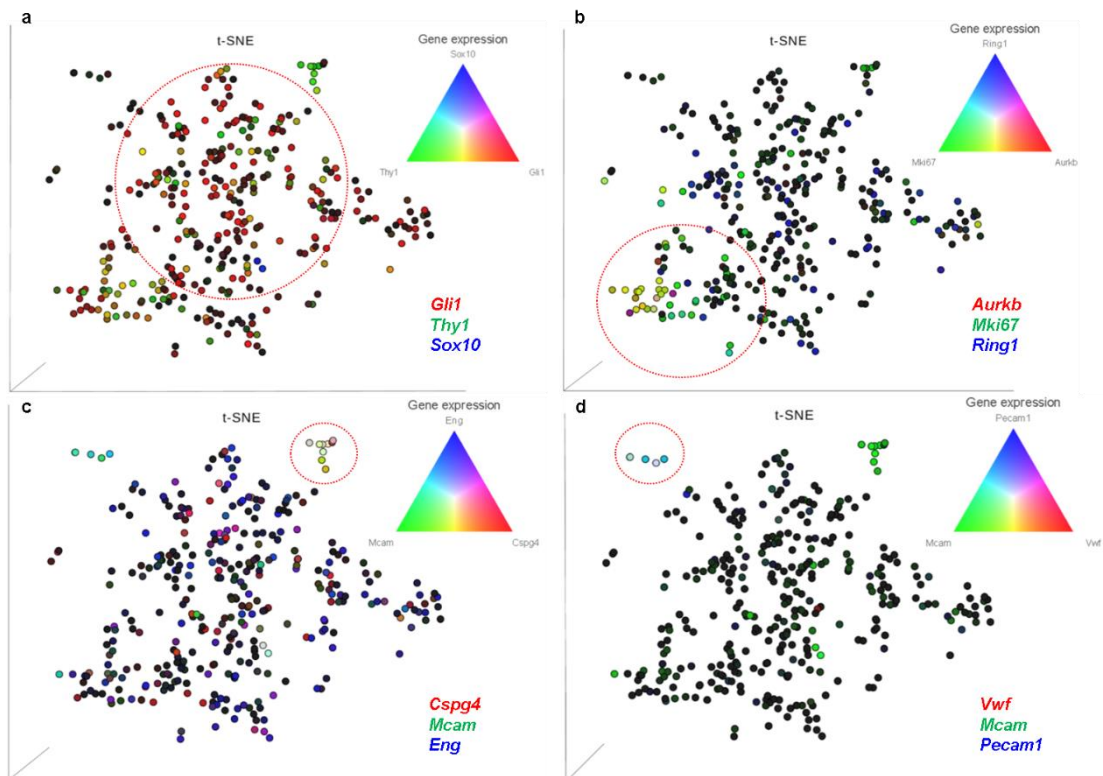 a
t-SNE
Gene expression
Sox10
Thy1
Gli1
Gli1
Thy1
Sox10
b
t-SNE
Gene expression
Ring1
Mki67
Aurkb
Aurkb
Mki67
Ring1
c
t-SNE
Gene expression
Eng
Mcam
Cspg4
Cspg4
Mcam
Eng
d
t-SNE
Gene expression
Pecam1
Mcam
Vwf
Vwf
Mcam
Pecam1